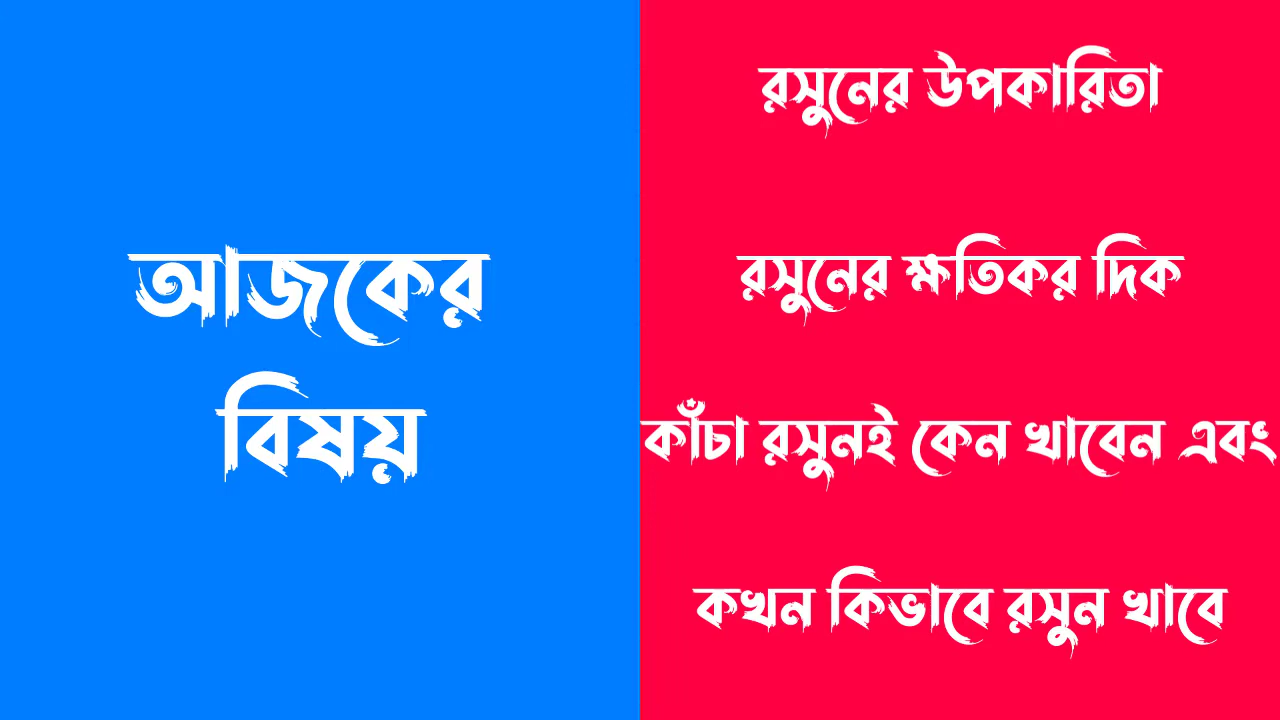 আজকের
বিষয়
রসুনের উপকারিতা
রসুনের ক্ষতিকর দিক
কাঁচা রসুনই কেন খাবেন এবং
কখন কিভাবে রসুন খাবে